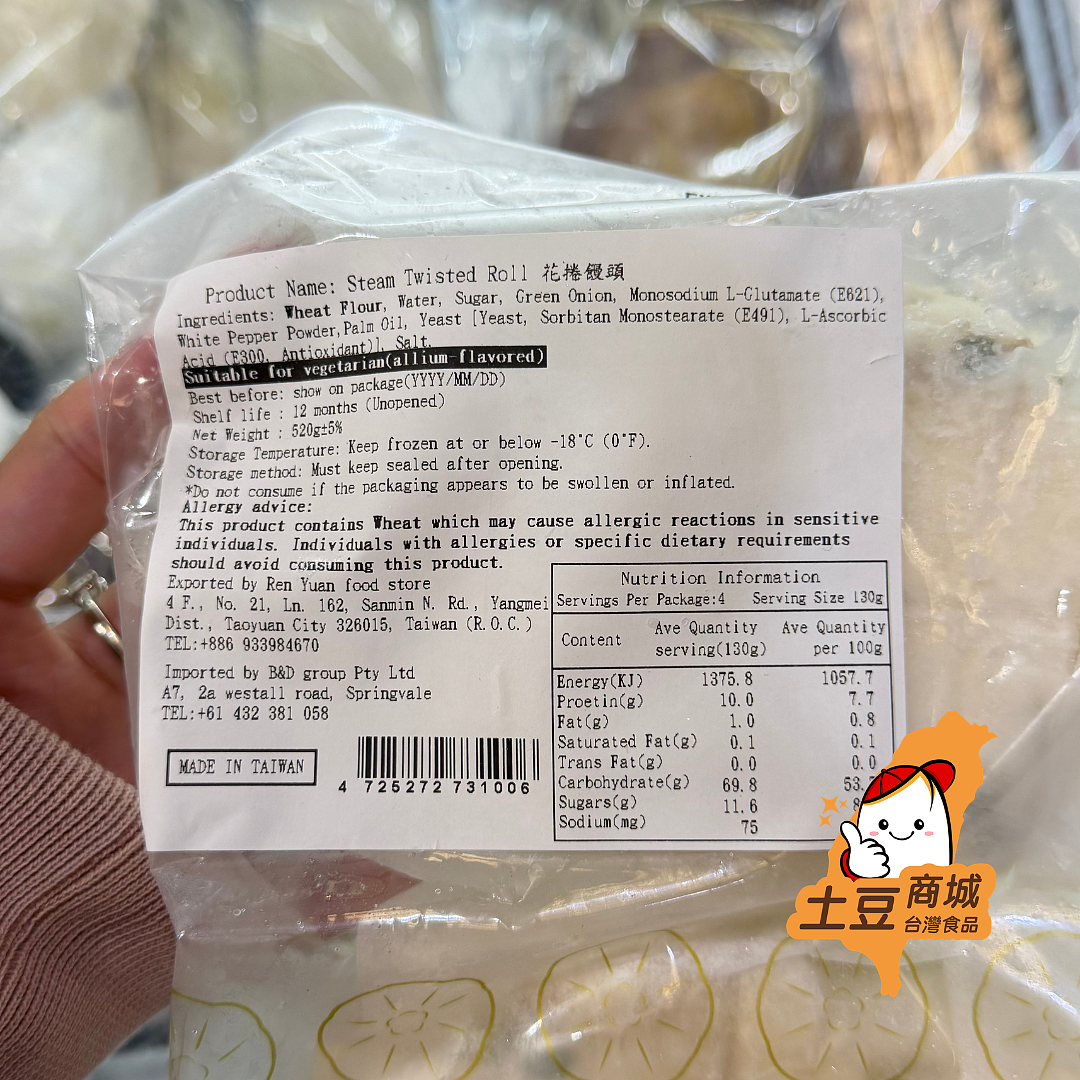 Product Name: Steam Twisted Roll 花捲饅頭
Ingredients: Wheat Flour, Water, Sugar, Green Onion, Monosodium L-Glutamate (E621),
White Pepper Powder, Palm Oil, Yeast [Yeast, Sorbitan Monostearate (E491), L-Ascorbic
Acid (E300, Antioxidant)], Salt.
Suitable for vegetarian(allium-flavored)
Best before: show on package(YYYY/MM/DD)
Shelf life : 12 months (Unopened)
Net Weight : 520g±5%
Storage Temperature: Keep frozen at or below -18°C (0°F).
Storage method: Must keep sealed after opening.
*Do not consume if the packaging appears to be swollen or inflated.
Allergy advice:
This product contains Wheat which may cause allergic reactions in sensitive
individuals. Individuals with allergies or specific dietary requirements
should avoid consuming this product.
Exported by Ren Yuan food store
4 F., No. 21, Ln. 162, Sanmin N. Rd., Yangmei
Dist., Taoyuan City 326015, Taiwan (R.O.C.)
TEL:+886 933984670
Imported by B&D group Pty Ltd
A7, 2a westall road, Springvale
TEL:+61 432 381 058
MADE IN TAIWAN
4 725272 731006
Nutrition Information
Servings Per Package:4 Serving Size 130g
Content Ave Quantity serving(130g) Ave Quantity per 100g
Energy(KJ) 1375.8 1057.7
Proetin(g) 10.0 7.7
Fat(g) 1.0 0.8
Saturated Fat(g) 0.1 0.1
Trans Fat(g) 0.0 0.0
Carbohydrate(g) 69.8
Sugars(g) 11.6
Sodium(mg) 75
土豆商城
台灣食品